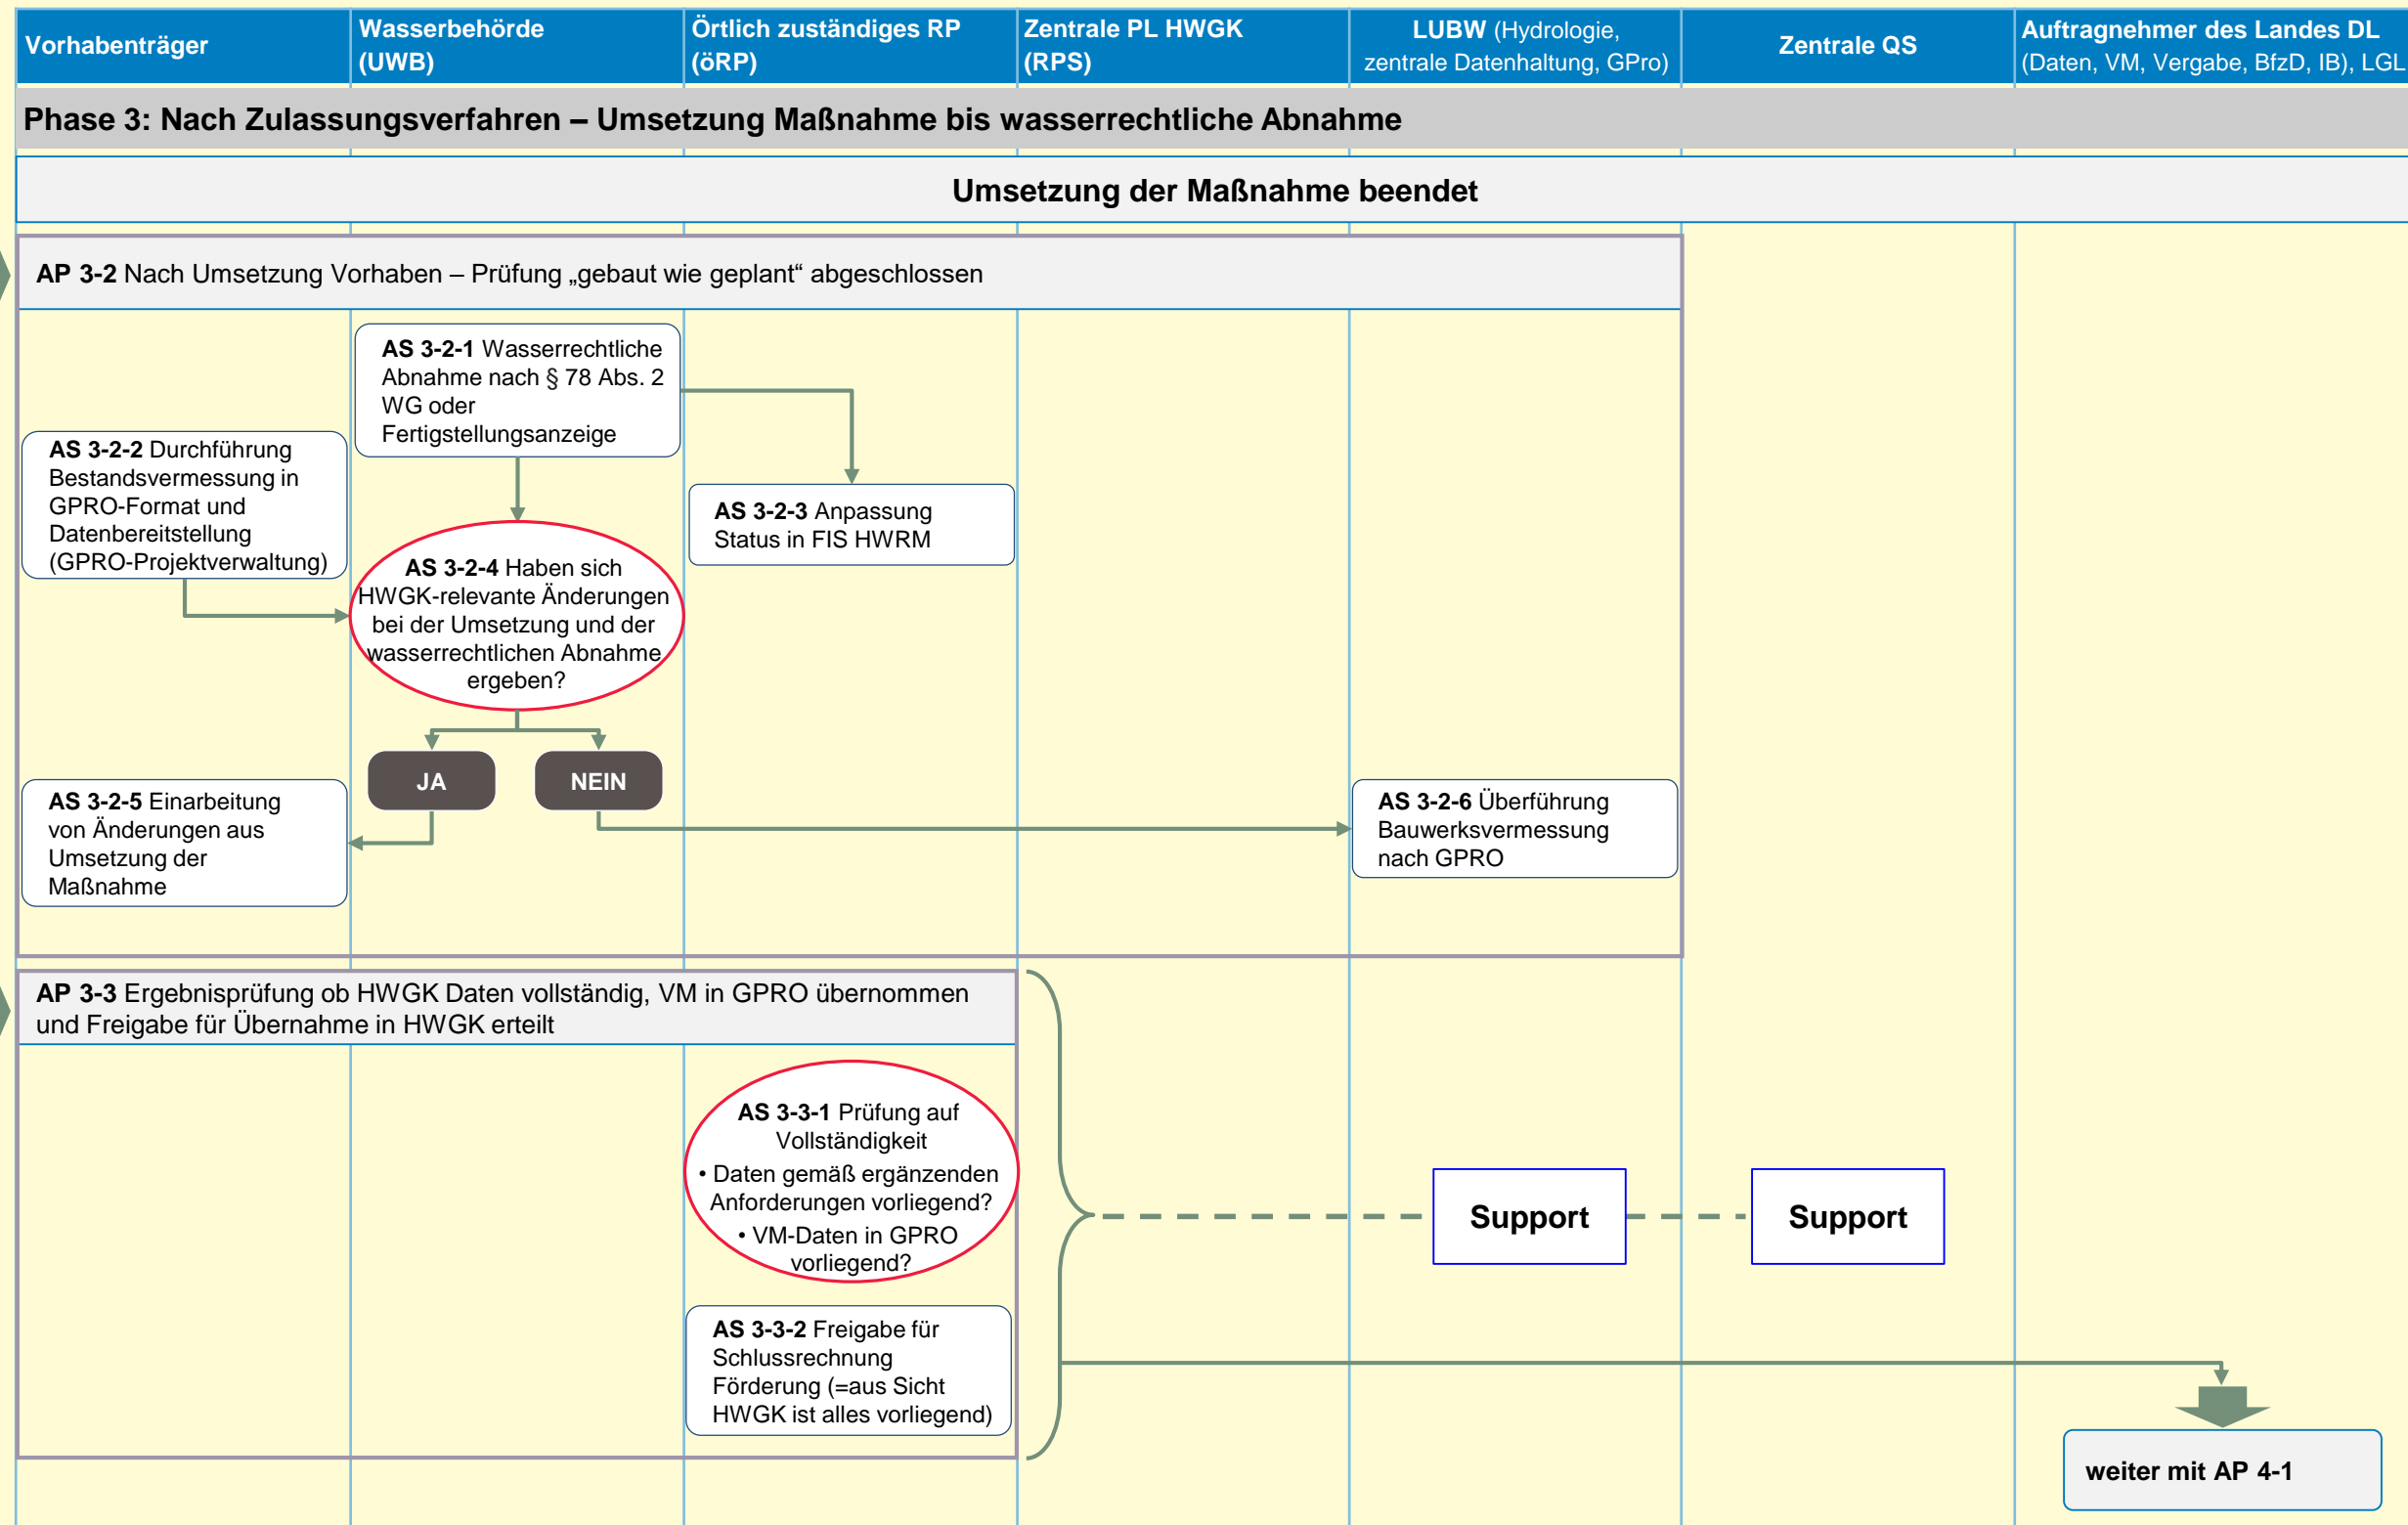 Vorhabenträger
Wasserbehörde
(UWB)
Örtlich zuständiges RP
(öRP)
Zentrale PL HWGK
(RPS)
LUBW (Hydrologie,
zentrale Datenhaltung, GPro)
Zentrale QS
Auftragnehmer des Landes DL
(Daten, VM, Vergabe, BfzD, IB), LGL
Phase 3: Nach Zulassungsverfahren – Umsetzung Maßnahme bis wasserrechtliche Abnahme
Umsetzung der Maßnahme beendet
AP 3-2 Nach Umsetzung Vorhaben – Prüfung „gebaut wie geplant“ abgeschlossen
AS 3-2-1 Wasserrechtliche
Abnahme nach § 78 Abs. 2
WG oder
Fertigstellungsanzeige
AS 3-2-2 Durchführung
Bestandsvermessung in
GPRO-Format und
Datenbereitstellung
(GPRO-Projektverwaltung)
AS 3-2-3 Anpassung
Status in FIS HWRM
AS 3-2-4 Haben sich
HWGK-relevante Änderungen
bei der Umsetzung und der
wasserrechtlichen Abnahme
ergeben?
JA
NEIN
AS 3-2-5 Einarbeitung
von Änderungen aus
Umsetzung der
Maßnahme
AS 3-2-6 Überführung
Bauwerksvermessung
nach GPRO
AP 3-3 Ergebnisprüfung ob HWGK Daten vollständig, VM in GPRO übernommen
und Freigabe für Übernahme in HWGK erteilt
AS 3-3-1 Prüfung auf
Vollständigkeit
• Daten gemäß ergänzenden
Anforderungen vorliegend?
• VM-Daten in GPRO
vorliegend?
Support
Support
AS 3-3-2 Freigabe für
Schlussrechnung
Förderung (=aus Sicht
HWGK ist alles vorliegend)
weiter mit AP 4-1